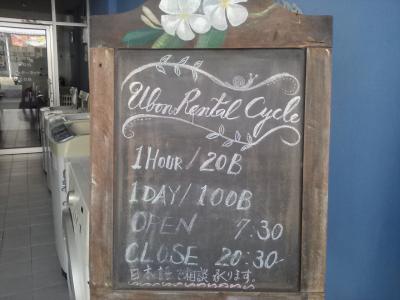 Ubon Rental Cycle
1 HOUR / 20B
1 DAY / 100B
OPEN 7:30
CLOSE 20:30
日本語で相談承ります